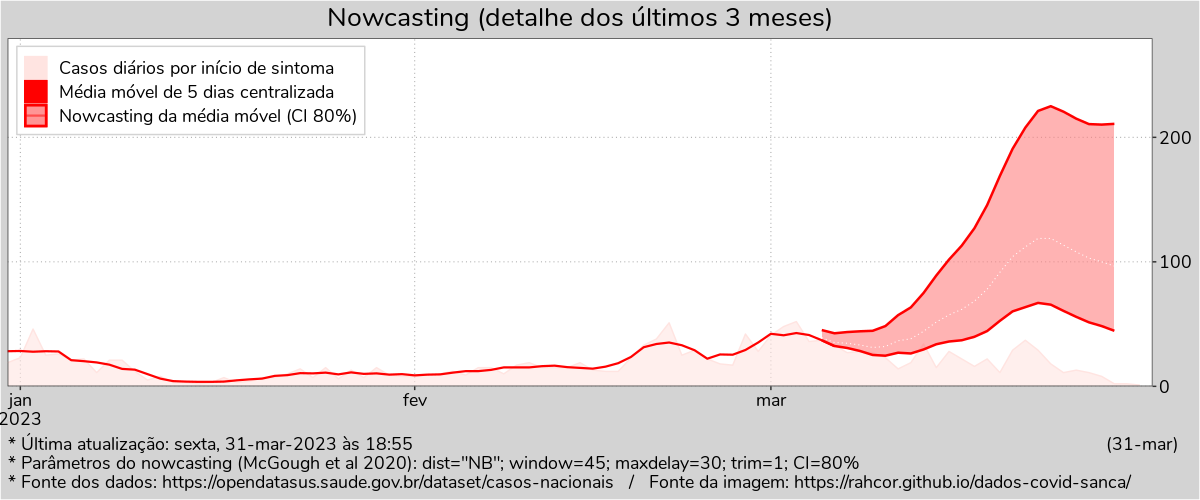 Nowcasting (detalhe dos últimos 3 meses)
Casos diários por início de sintoma
Média móvel de 5 dias centralizada
Nowcasting da média móvel (CI 80%)
200
100
0
jan
2023
fev
mar
* Última atualização: sexta, 31-mar-2023 às 18:55
(31-mar)
* Parâmetros do nowcasting (McGough et al 2020): dist="NB"; window=45; maxdelay=30; trim=1; CI=80%
* Fonte dos dados: https://opendatasus.saude.gov.br/dataset/casos-nacionais / Fonte da imagem: https://rahcor.github.io/dados-covid-sanca/